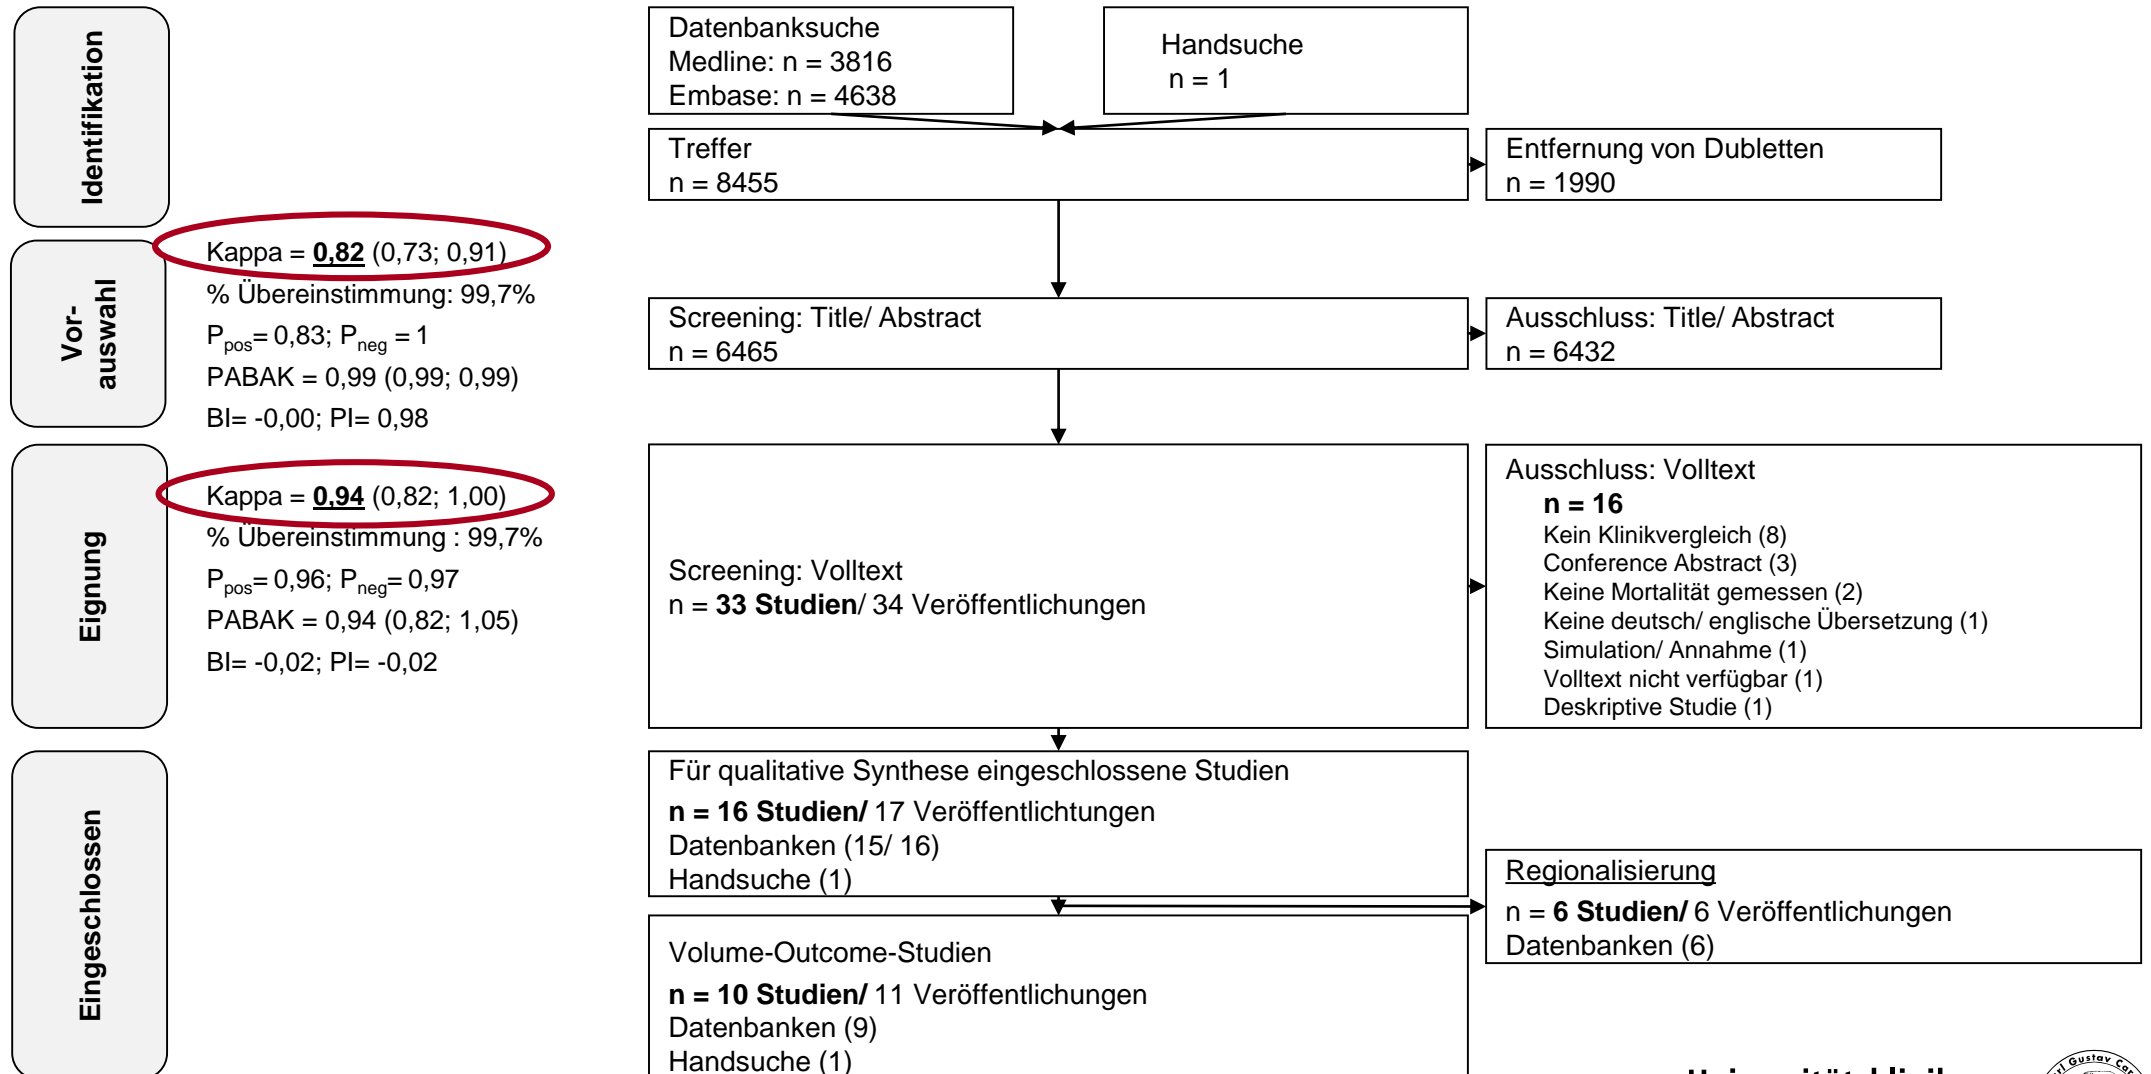 Identifikation
Datenbanksuche
Medline: n = 3816
Embase: n = 4638
Handsuche
n = 1
Treffer
n = 8455
Entfernung von Dubletten
n = 1990
Vor-
auswahl
Kappa = 0,82 (0,73; 0,91)
% Übereinstimmung: 99,7%
Ppos= 0,83; Pneg = 1
PABAK = 0,99 (0,99; 0,99)
BI= -0,00; PI= 0,98
Screening: Title/ Abstract
n = 6465
Ausschluss: Title/ Abstract
n = 6432
Eignung
Kappa = 0,94 (0,82; 1,00)
% Übereinstimmung : 99,7%
Ppos= 0,96; Pneg= 0,97
PABAK = 0,94 (0,82; 1,05)
BI= -0,02; PI= -0,02
Screening: Volltext
n = 33 Studien/ 34 Veröffentlichungen
Ausschluss: Volltext
n = 16
Kein Klinikvergleich (8)
Conference Abstract (3)
Keine Mortalität gemessen (2)
Keine deutsch/ englische Übersetzung (1)
Simulation/ Annahme (1)
Volltext nicht verfügbar (1)
Deskriptive Studie (1)
Eingeschlossen
Für qualitative Synthese eingeschlossene Studien
n = 16 Studien/ 17 Veröffentlichtungen
Datenbanken (15/ 16)
Handsuche (1)
Regionalisierung
n = 6 Studien/ 6 Veröffentlichungen
Datenbanken (6)
Volume-Outcome-Studien
n = 10 Studien/ 11 Veröffentlichungen
Datenbanken (9)
Handsuche (1)
Gustav